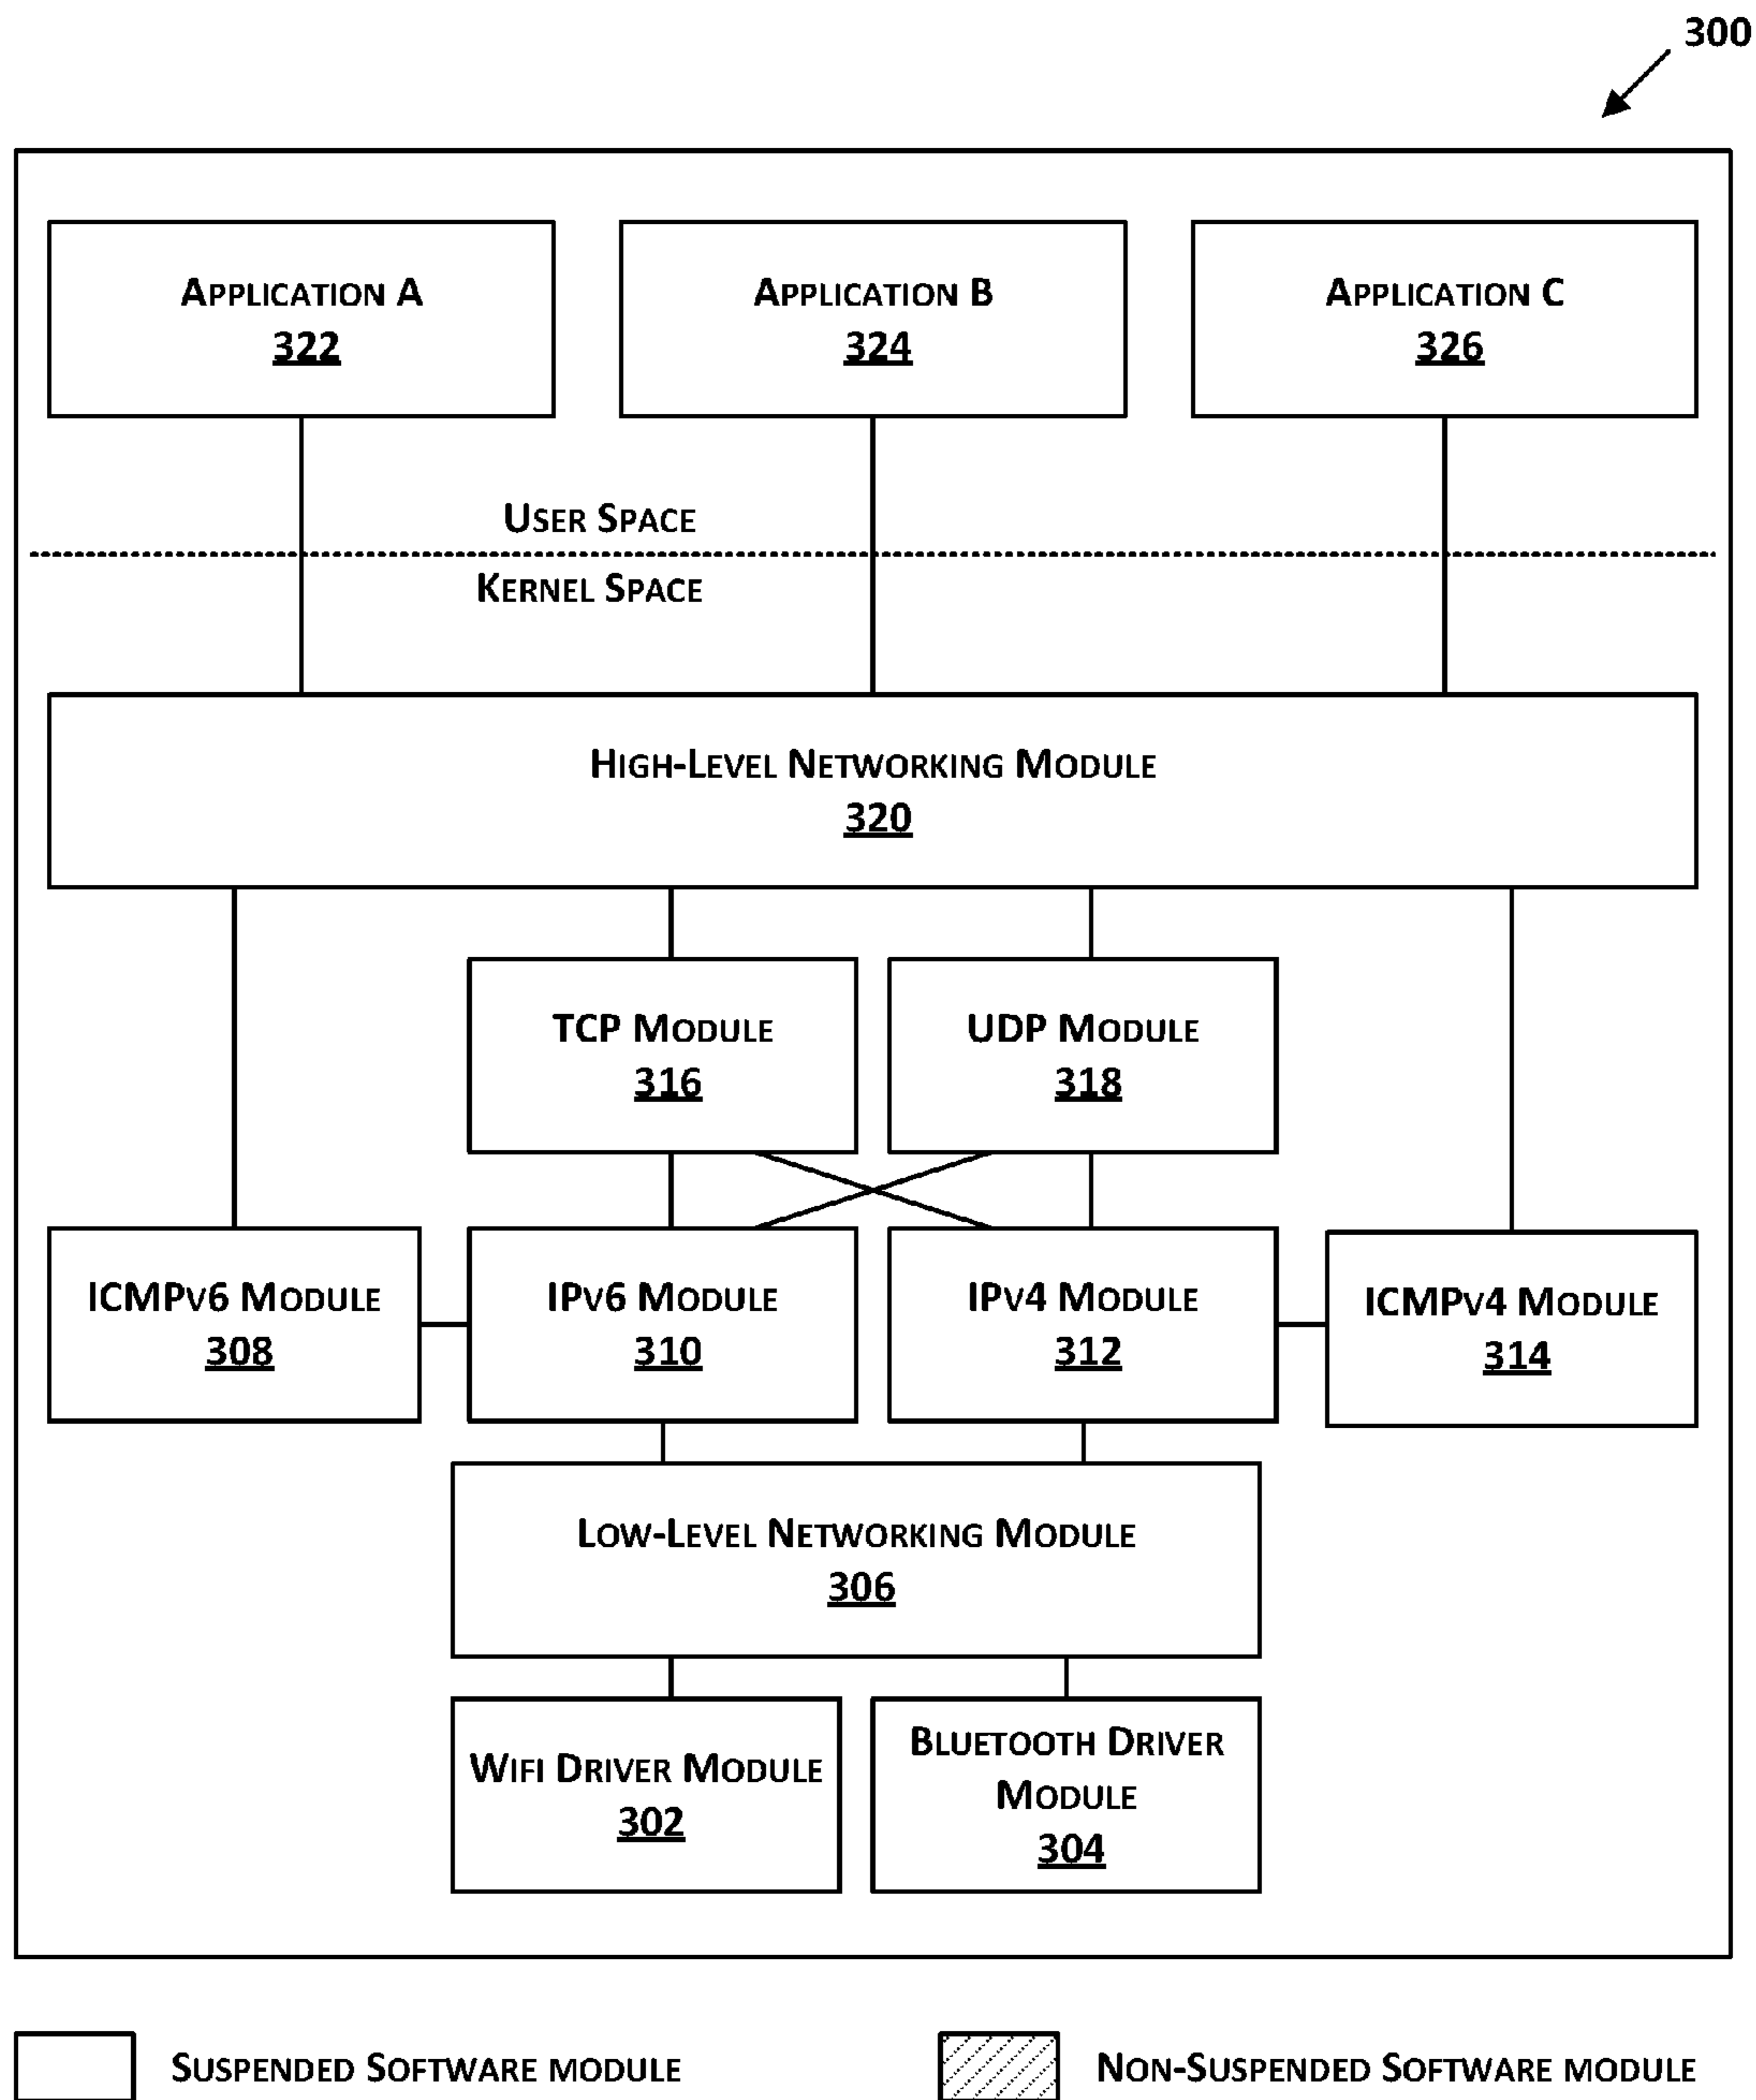 300
Application A
322
Application B
324
Application C
326
User Space
Kernel Space
High-Level Networking Module
320
TCP Module
316
UDP Module
318
ICMPv6 Module
308
IPv6 Module
310
IPv4 Module
312
ICMPv4 Module
314
Low-Level Networking Module
306
Wifi Driver Module
302
Bluetooth Driver
Module
304
Suspended Software module
Non-Suspended Software module